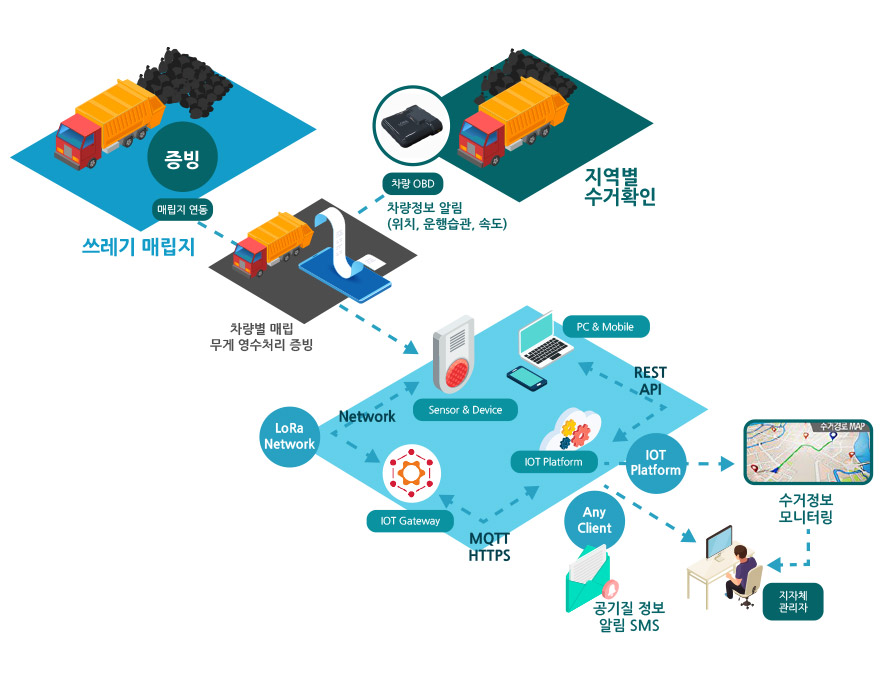 증빙
매립지 연동
쓰레기 매립지
차량 OBD
차량정보 알림
(위치, 운행습관, 속도)
지역별
수거확인
차량별 매립
무게 영수처리 증빙
PC & Mobile
REST
API
Sensor & Device
Network
LoRa
Network
IOT Platform
IOT
Platform
수거경로 MAP
수거정보
모니터링
IOT Gateway
MQTT
HTTPS
Any
Client
공기질 정보
알림 SMS
지자체
관리자